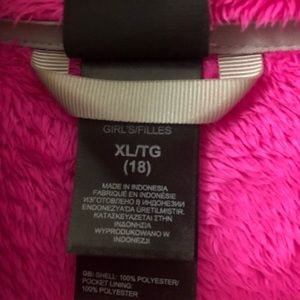 GIRL'S/FILLES
XL/TG
(18)
MADE IN INDONESIA
FABRIQUÉ EN INDONÉSIE
ИЗГОТОВЛЕНО В ИНДОНЕЗИИ
ENDONEZYA'DA ÜRETILMIŞTIR.
ΚΑΤΑΣΚΕΥΑΖΕΤΑΙ ΣΤΗΝ
ΙΝΔΟΝΗΣΙΑ
WYPRODUKOWANO W
INDONEZJI
GB: SHELL: 100% POLYESTER/
POCKET LINING:
100% POLYESTER